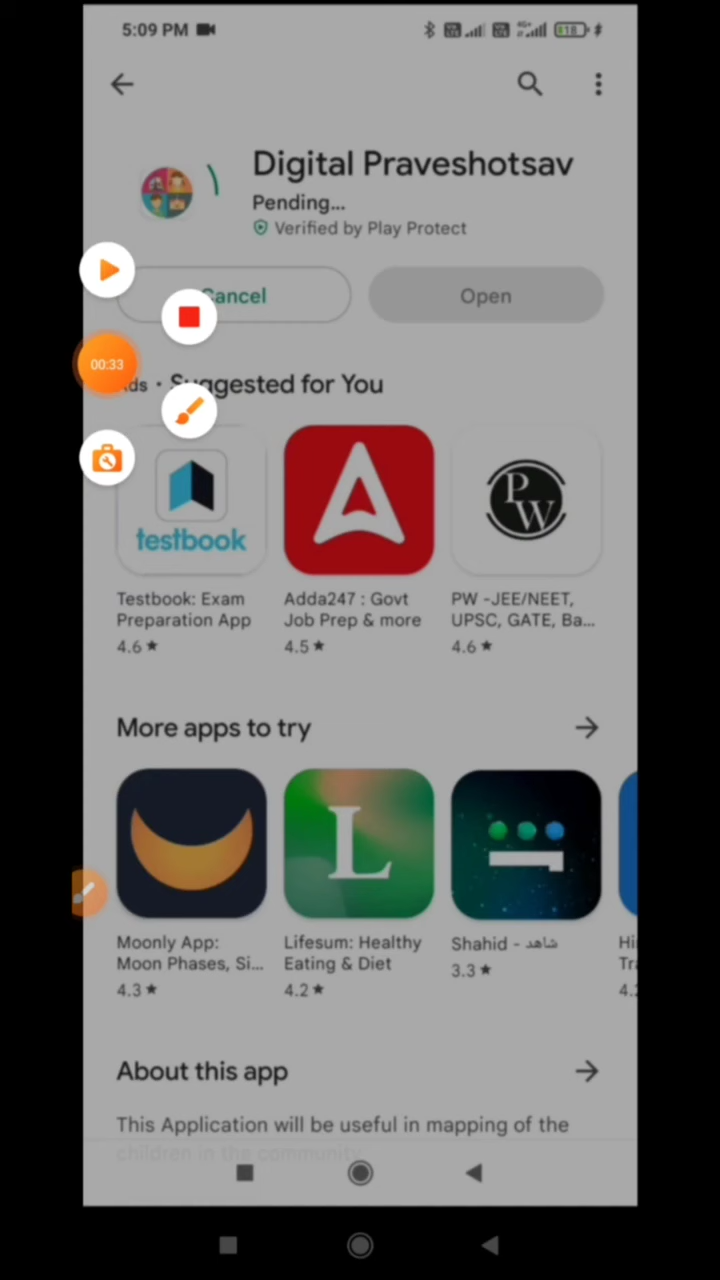 5:09 PM
18
Digital Praveshotsav
Pending...
Verified by Play Protect
Cancel
Open
00:33
Ads · Suggested for You
testbook
PW
Testbook: Exam
Preparation App
4.6 ★
Adda247 : Govt
Job Prep & more
4.5 ★
PW -JEE/NEET,
UPSC, GATE, Ba...
4.6 ★
More apps to try
L
Moonly App:
Moon Phases, Si...
4.3 ★
Lifesum: Healthy
Eating & Diet
4.2 ★
Shahid - شاهد
3.3 ★
About this app
This Application will be useful in mapping of the
children in the community.